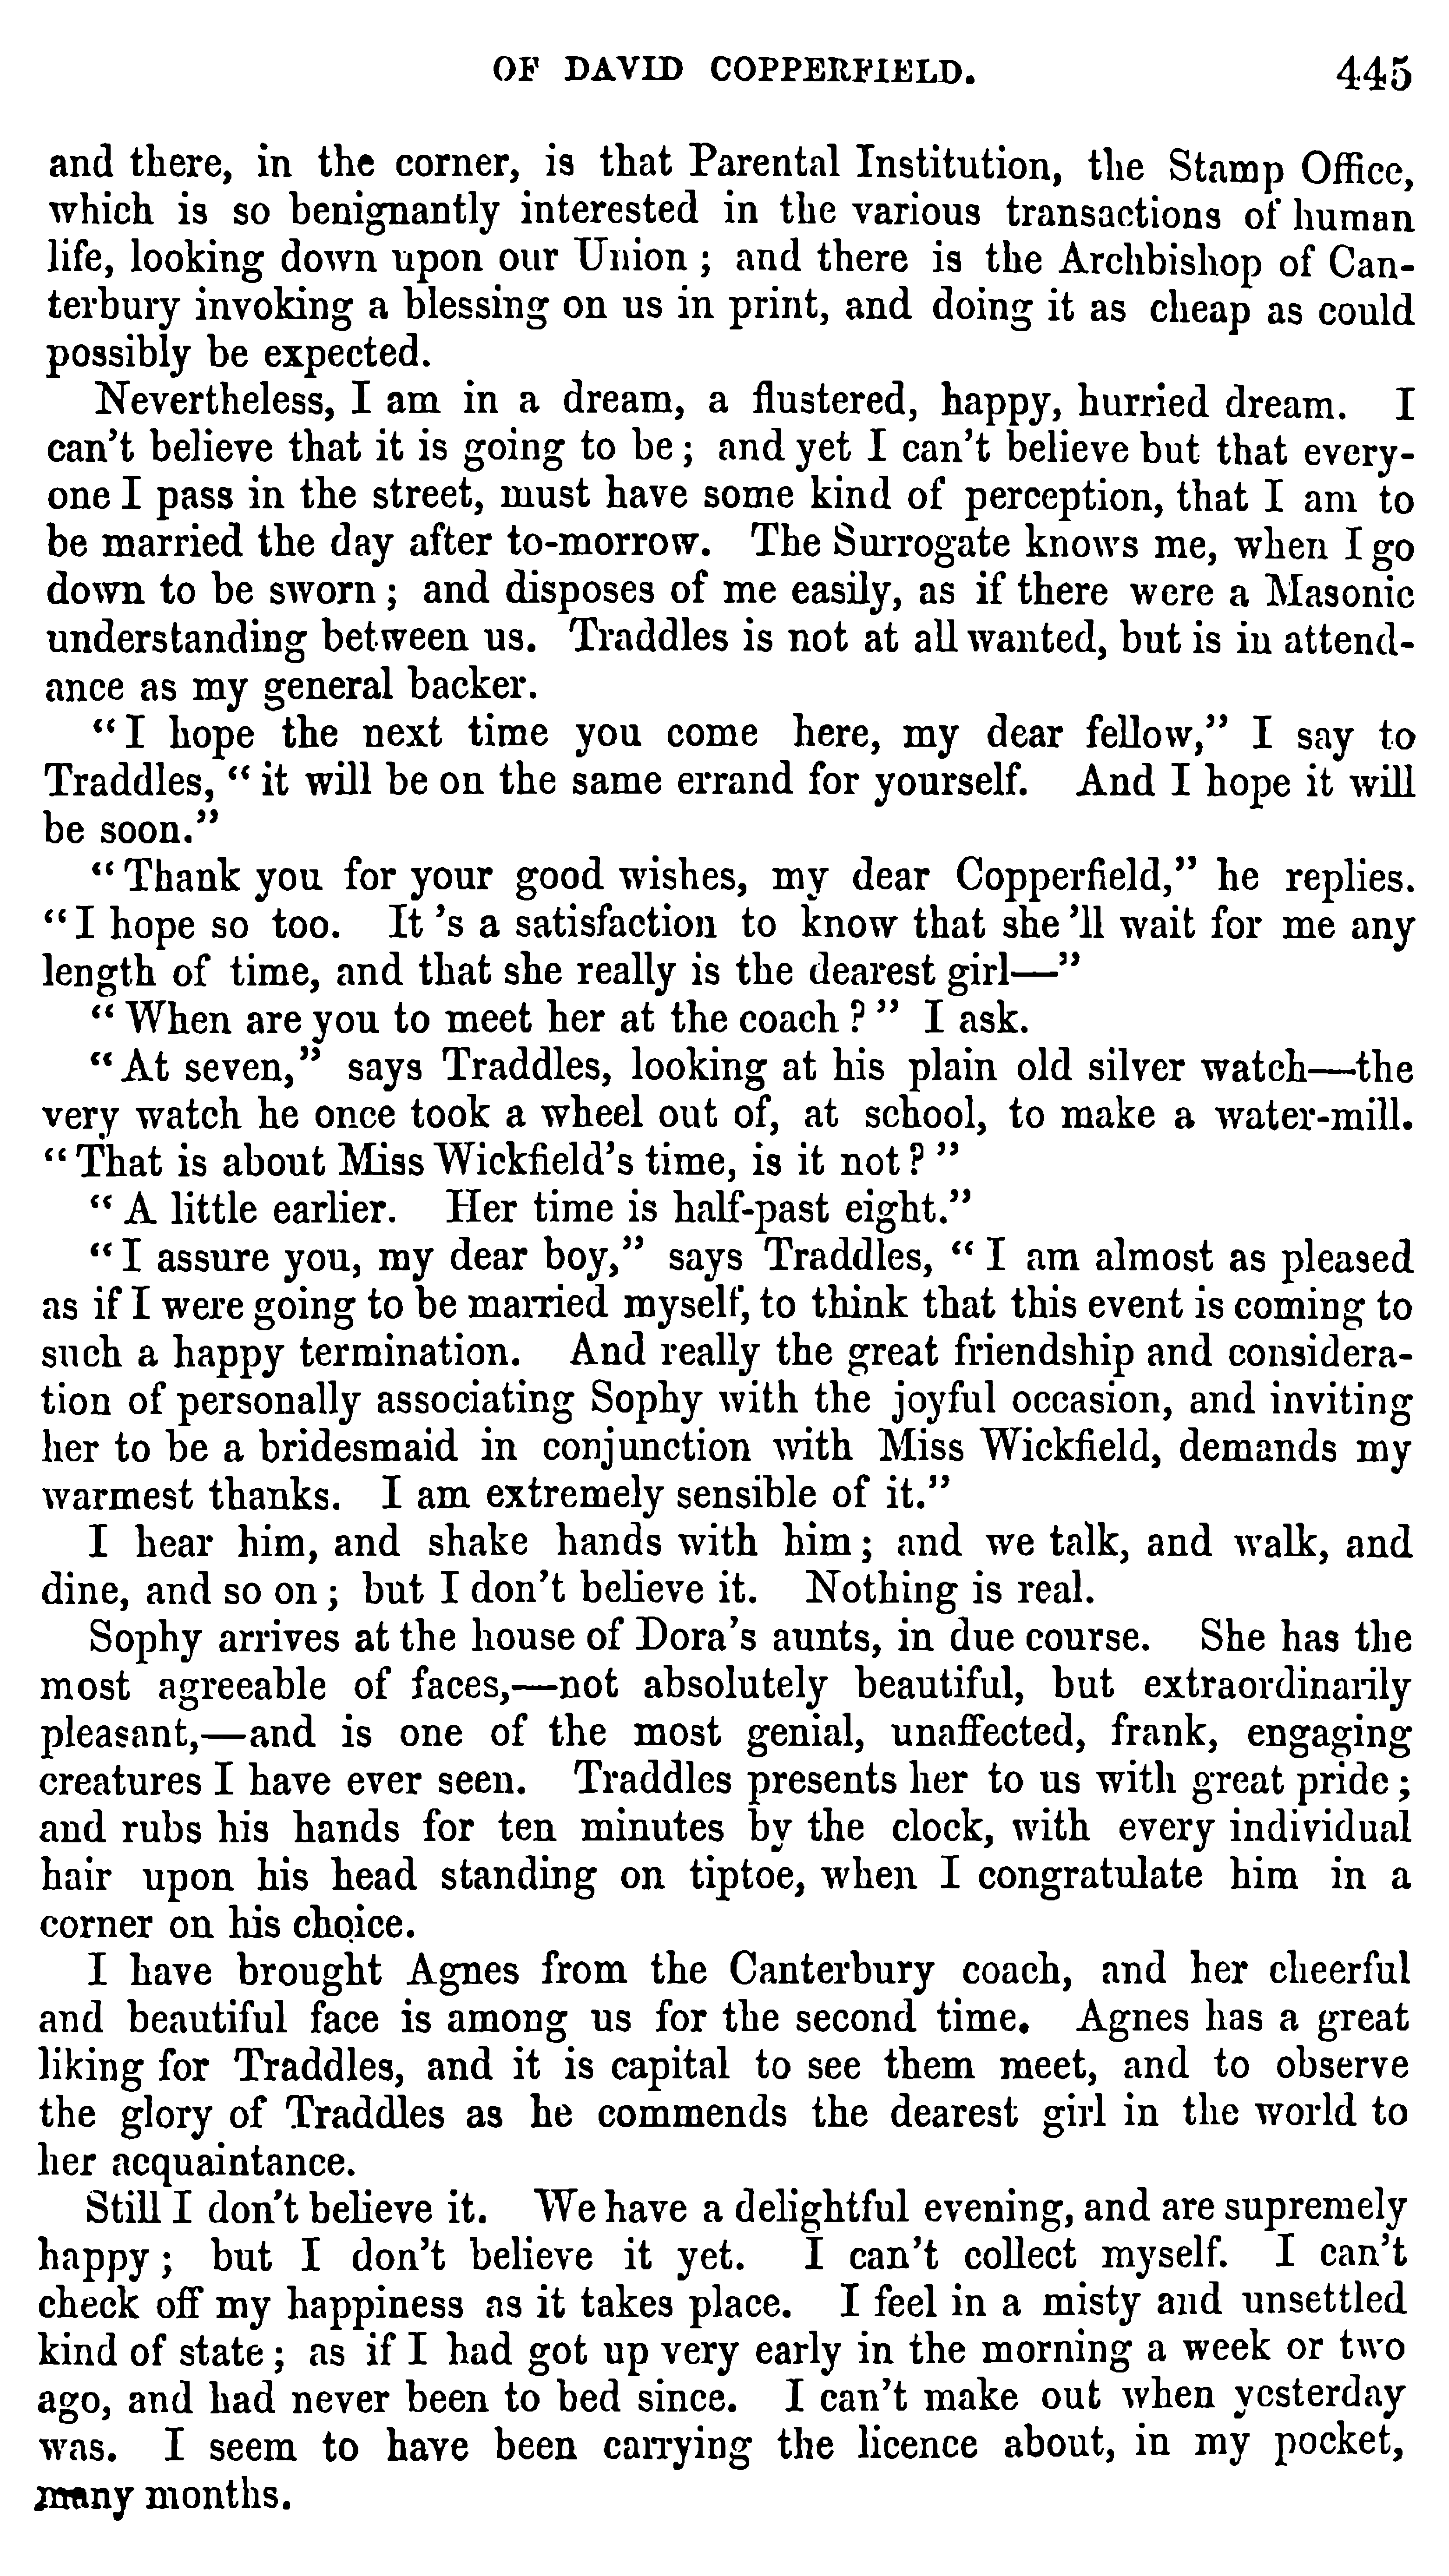 OF DAVID COPPERFIELD. 445
and there, in the corner, is that Parental Institution, the Stamp Office,
which is so benignantly interested in the various transactions of human
life, looking down upon our Union ; and there is the Archbishop of Can-
terbury invoking a blessing on us in print, and doing it as cheap as could
possibly be expected.
Nevertheless, I am in a dream, a flustered, happy, hurried dream. I
can't believe that it is going to be ; and yet I can't believe but that every-
one I pass in the street, must have some kind of perception, that I am to
be married the day after to-morrow. The Surrogate knows me, when I go
down to be sworn ; and disposes of me easily, as if there were a Masonic
understanding between us. Traddles is not at all wanted, but is in attend-
ance as my general backer.
"I hope the next time you come here, my dear fellow," I say to
Traddles, "it will be on the same errand for yourself. And I hope it will
be soon."
"Thank you for your good wishes, my dear Copperfield," he replies.
"I hope so too. It 's a satisfaction to know that she 'll wait for me any
length of time, and that she really is the dearest girl—"
"When are you to meet her at the coach ? " I ask.
"At seven," says Traddles, looking at his plain old silver watch—the
very watch he once took a wheel out of, at school, to make a water-mill.
"That is about Miss Wickfield's time, is it not ? "
"A little earlier. Her time is half-past eight."
"I assure you, my dear boy," says Traddles, "I am almost as pleased
as if I were going to be married myself, to think that this event is coming to
such a happy termination. And really the great friendship and considera-
tion of personally associating Sophy with the joyful occasion, and inviting
her to be a bridesmaid in conjunction with Miss Wickfield, demands my
warmest thanks. I am extremely sensible of it."
I hear him, and shake hands with him ; and we talk, and walk, and
dine, and so on ; but I don't believe it. Nothing is real.
Sophy arrives at the house of Dora's aunts, in due course. She has the
most agreeable of faces,—not absolutely beautiful, but extraordinarily
pleasant,—and is one of the most genial, unaffected, frank, engaging
creatures I have ever seen. Traddles presents her to us with great pride ;
and rubs his hands for ten minutes by the clock, with every individual
hair upon his head standing on tiptoe, when I congratulate him in a
corner on his choice.
I have brought Agnes from the Canterbury coach, and her cheerful
and beautiful face is among us for the second time. Agnes has a great
liking for Traddles, and it is capital to see them meet, and to observe
the glory of Traddles as he commends the dearest girl in the world to
her acquaintance.
Still I don't believe it. We have a delightful evening, and are supremely
happy ; but I don't believe it yet. I can't collect myself. I can't
check off my happiness as it takes place. I feel in a misty and unsettled
kind of state ; as if I had got up very early in the morning a week or two
ago, and had never been to bed since. I can't make out when yesterday
was. I seem to have been carrying the licence about, in my pocket,
many months.